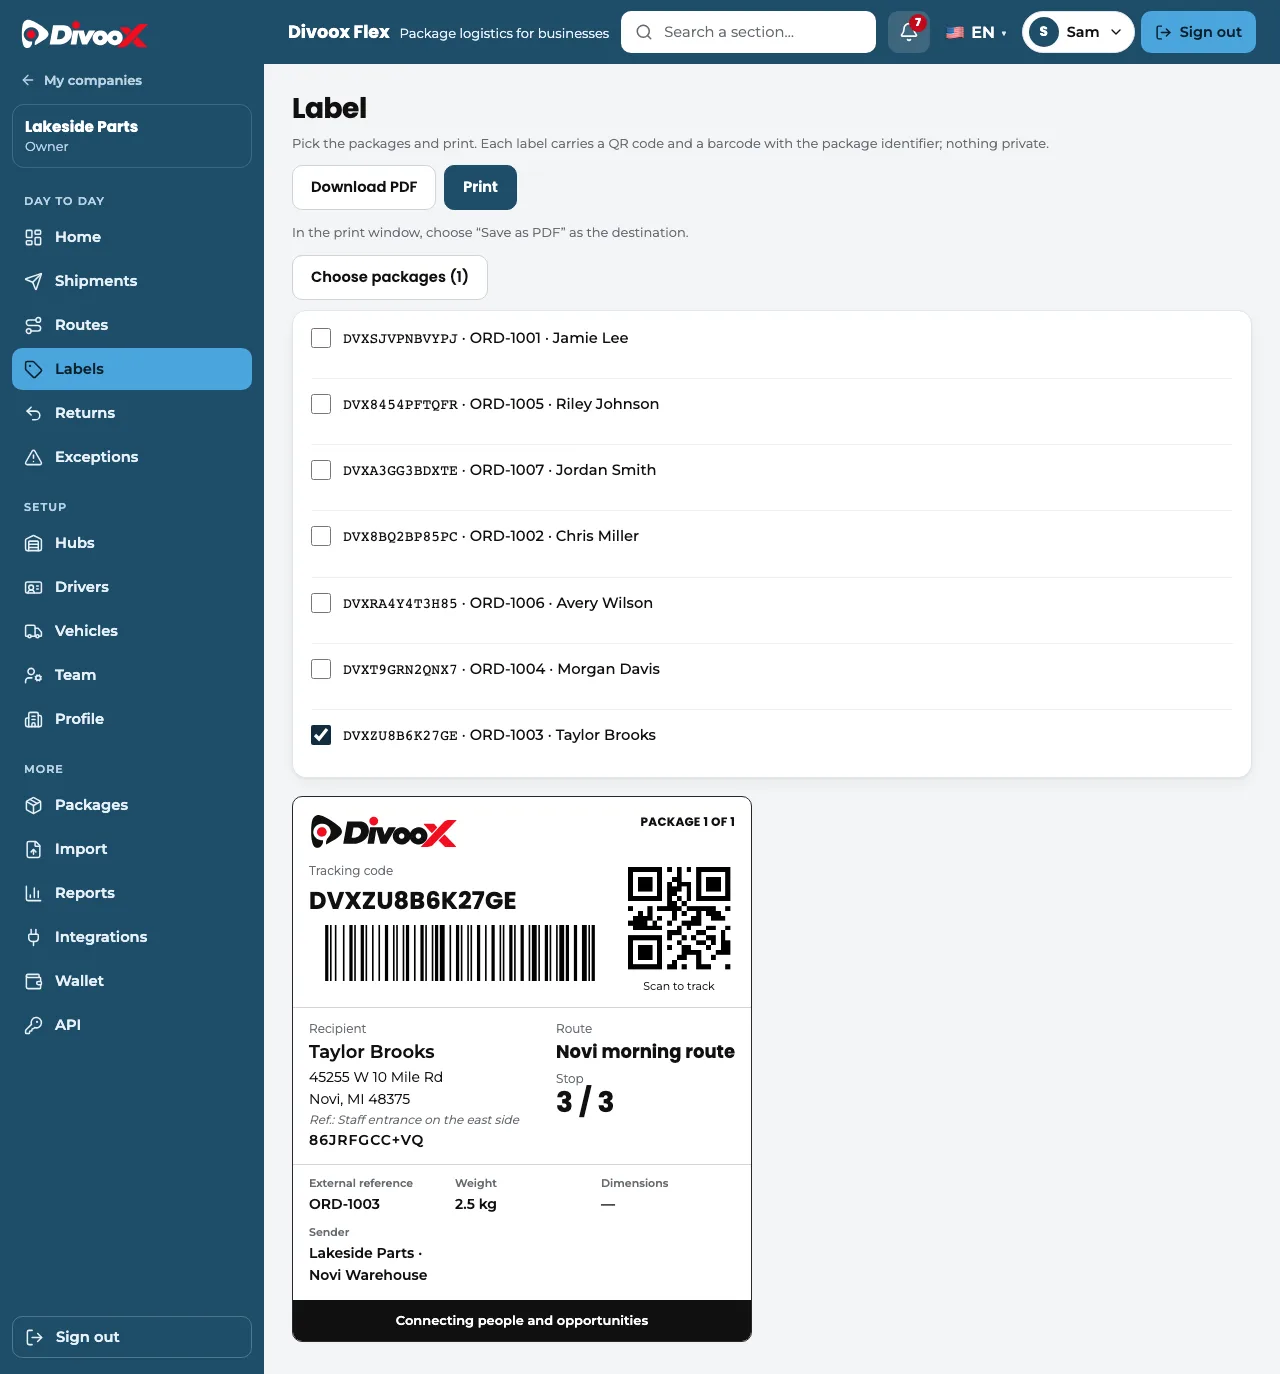 DivooX
Divoox Flex Package logistics for businesses
Search a section...
7
EN
S
Sam
Sign out
My companies
Lakeside Parts
Owner
DAY TO DAY
Home
Shipments
Routes
Labels
Returns
Exceptions
SETUP
Hubs
Drivers
Vehicles
Team
Profile
MORE
Packages
Import
Reports
Integrations
Wallet
API
Sign out
Label
Pick the packages and print. Each label carries a QR code and a barcode with the package identifier; nothing private.
Download PDF
Print
In the print window, choose “Save as PDF” as the destination.
Choose packages (1)
DVXSJVPNBVYPJ · ORD-1001 · Jamie Lee
DVX8454PFTQFR · ORD-1005 · Riley Johnson
DVXA3GG3BDXTE · ORD-1007 · Jordan Smith
DVX8BQ2BP85PC · ORD-1002 · Chris Miller
DVXRA4Y4T3H85 · ORD-1006 · Avery Wilson
DVXT9GRN2QNX7 · ORD-1004 · Morgan Davis
DVXZU8B6K27GE · ORD-1003 · Taylor Brooks
DivooX
PACKAGE 1 OF 1
Tracking code
DVXZU8B6K27GE
Scan to track
Recipient
Taylor Brooks
45255 W 10 Mile Rd
Novi, MI 48375
Ref.: Staff entrance on the east side
86JRFGCC+VQ
Route
Novi morning route
Stop
3 / 3
External reference
ORD-1003
Weight
2.5 kg
Dimensions
—
Sender
Lakeside Parts ·
Novi Warehouse
Connecting people and opportunities